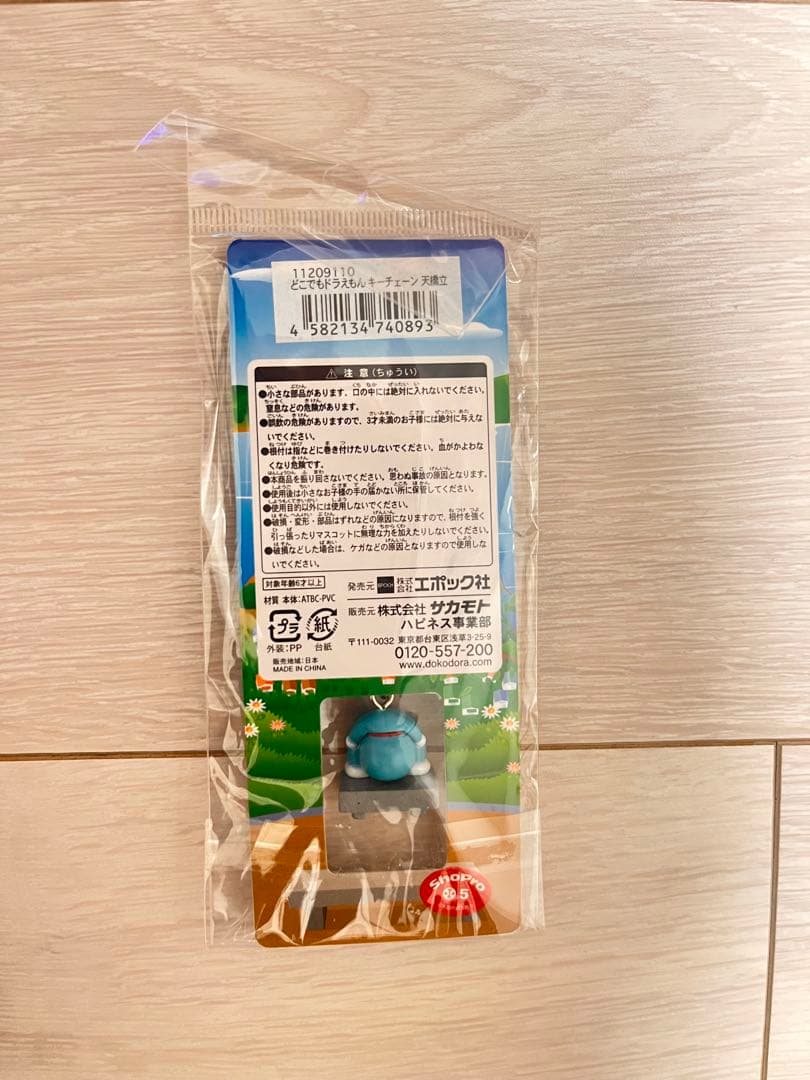 11209110
どこでもドラえもん キーチェーン 天橋立
4 582134 740893
⚠ 注 意 (ちゅうい)
●小さな部品があります。口の中には絶対に入れないでください。
窒息などの危険があります。
●誤飲の危険がありますので、3才未満のお子様には絶対に与えな
いでください。
●根付は指などに巻き付けたりしないでください。血がかよわな
くなり危険です。
●本商品を振り回さないでください。思わぬ事故の原因となります。
●使用後は小さなお子様の手の届かない所に保管してください。
●使用目的以外には使用しないでください。
●破損・変形・部品はずれなどの原因になりますので、根付を強く
引っ張ったりマスコットに無理な力を加えたりしないでください。
●破損などした場合は、ケガなどの原因となりますので使用しな
いでください。
対象年齢6才以上
発売元 EPOCH 株式会社 エポック社
材質 本体:ATBC-PVC
販売元 株式会社 サカモト
ハピネス事業部
プラ 紙
外装:PP 台紙
〒111-0032 東京都台東区浅草3-25-9
0120-557-200
www.dokodora.com
販売地域:日本
MADE IN CHINA
ShoPro
5